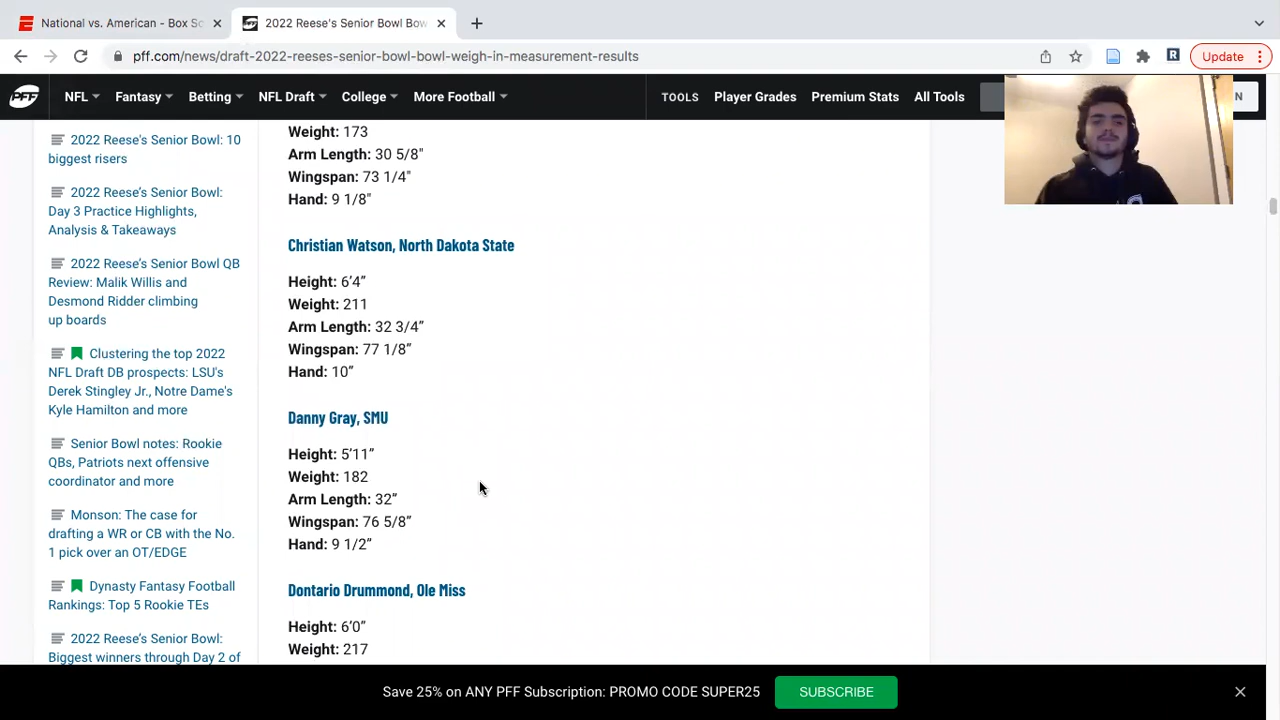 National vs. American - Box Sc
2022 Reese's Senior Bowl Bow
pff.com/news/draft-2022-reeses-senior-bowl-bowl-weigh-in-measurement-results
Update
PFF
NFL
Fantasy
Betting
NFL Draft
College
More Football
TOOLS
Player Grades
Premium Stats
All Tools
N
2022 Reese's Senior Bowl: 10
biggest risers
2022 Reese's Senior Bowl:
Day 3 Practice Highlights,
Analysis & Takeaways
2022 Reese's Senior Bowl QB
Review: Malik Willis and
Desmond Ridder climbing
up boards
Clustering the top 2022
NFL Draft DB prospects: LSU's
Derek Stingley Jr., Notre Dame's
Kyle Hamilton and more
Senior Bowl notes: Rookie
QBs, Patriots next offensive
coordinator and more
Monson: The case for
drafting a WR or CB with the No.
1 pick over an OT/EDGE
Dynasty Fantasy Football
Rankings: Top 5 Rookie TEs
2022 Reese's Senior Bowl:
Biggest winners through Day 2 of
Weight: 173
Arm Length: 30 5/8"
Wingspan: 73 1/4"
Hand: 9 1/8"
Christian Watson, North Dakota State
Height: 6’4”
Weight: 211
Arm Length: 32 3/4”
Wingspan: 77 1/8”
Hand: 10”
Danny Gray, SMU
Height: 5’11”
Weight: 182
Arm Length: 32”
Wingspan: 76 5/8”
Hand: 9 1/2”
Dontario Drummond, Ole Miss
Height: 6’0”
Weight: 217
Save 25% on ANY PFF Subscription: PROMO CODE SUPER25
SUBSCRIBE